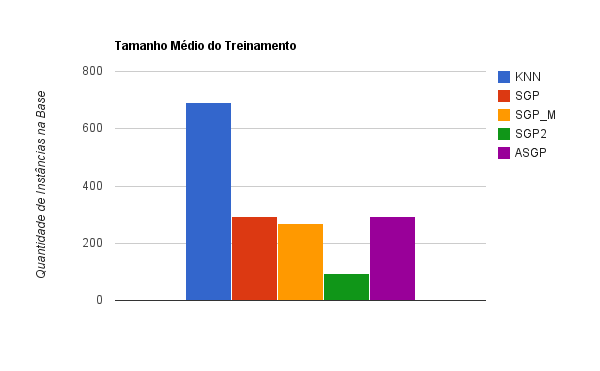 Tamanho Médio do Treinamento
Quantidade de Instâncias na Base
800
600
400
200
0
KNN
SGP
SGP_M
SGP2
ASGP